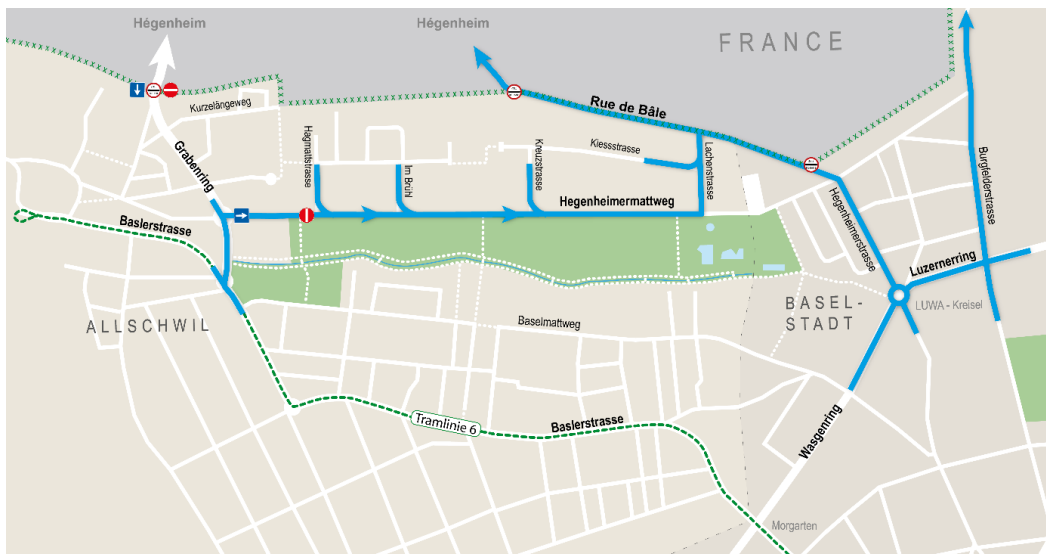 Hégenheim
Hégenheim
FRANCE
Kurzelängeweg
Rue de Bâle
Grabenring
Hagmattstrasse
Im Brühl
Kreuzstrasse
Kiessstrasse
Lachenstrasse
Burgfelderstrasse
Hegenheimermattweg
Hegenheimerstrasse
Baslerstrasse
Luzernerring
BASEL-
STADT
LUWA - Kreisel
ALLSCHWIL
Baselmattweg
Tramlinie 6
Baslerstrasse
Wasgenring
Morgarten